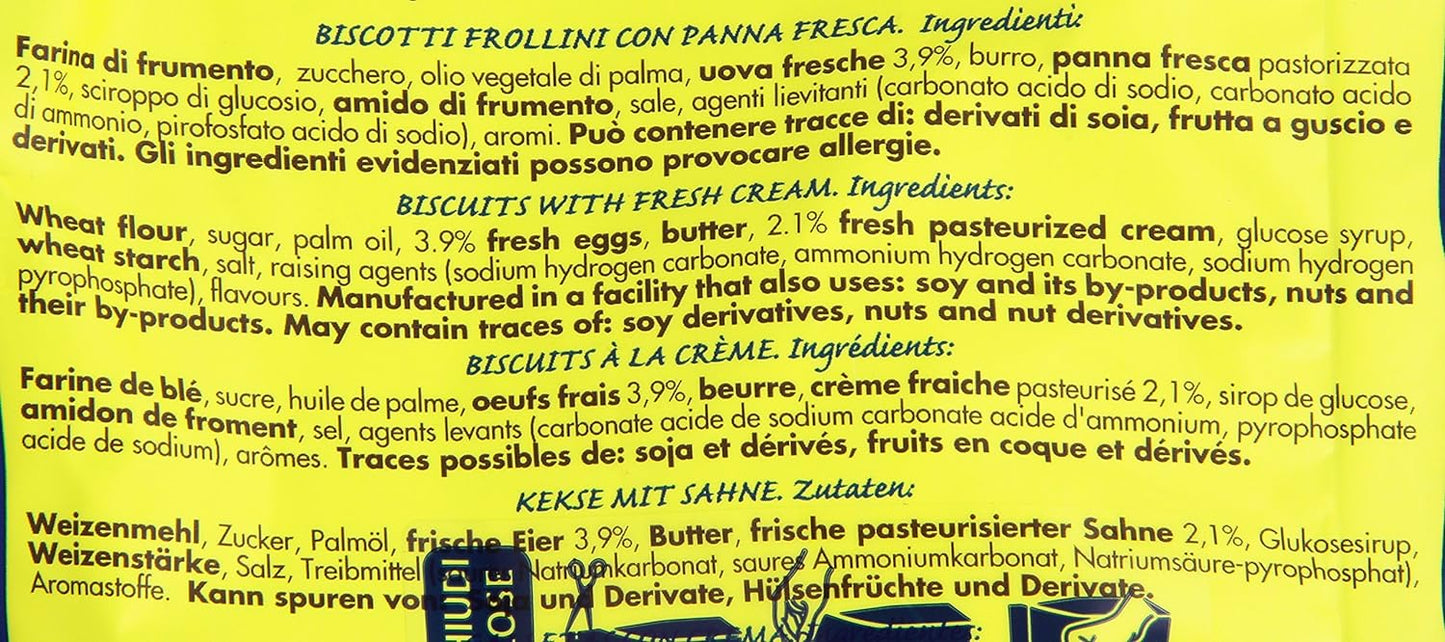 BISCOTTI FROLLINI CON PANNA FRESCA. Ingredienti:
Farina di frumento, zucchero, olio vegetale di palma, uova fresche 3,9%, burro, panna fresca pastorizzata
2,1%, sciroppo di glucosio, amido di frumento, sale, agenti lievitanti (carbonato acido di sodio, carbonato acido
di ammonio, pirofosfato acido di sodio), aromi. Può contenere tracce di: derivati di soia, frutta a guscio e
derivati. Gli ingredienti evidenziati possono provocare allergie.
BISCUITS WITH FRESH CREAM. Ingredients:
Wheat flour, sugar, palm oil, 3.9% fresh eggs, butter, 2.1% fresh pasteurized cream, glucose syrup,
wheat starch, salt, raising agents (sodium hydrogen carbonate, ammonium hydrogen carbonate, sodium hydrogen
pyrophosphate), flavours. Manufactured in a facility that also uses: soy and its by-products, nuts and
their by-products. May contain traces of: soy derivatives, nuts and nut derivatives.
BISCUITS À LA CRÈME. Ingrédients:
Farine de blé, sucre, huile de palme, oeufs frais 3,9%, beurre, crème fraiche pasteurisé 2,1%, sirop de glucose,
amidon de froment, sel, agents levants (carbonate acide de sodium carbonate acide d'ammonium, pyrophosphate
acide de sodium), arômes. Traces possibles de: soja et dérivés, fruits en coque et dérivés.
KEKSE MIT SAHNE. Zutaten:
Weizenmehl, Zucker, Palmöl, frische Eier 3,9%, Butter, frische pasteurisierter Sahne 2,1%, Glukosesirup,
Weizenstärke, Salz, Treibmittel Natriumkarbonat, saures Ammoniumkarbonat, Natriumsäure-pyrophosphat),
Aromastoffe. Kann spuren von: Soja und Derivate, Hülsenfrüchte und Derivate.